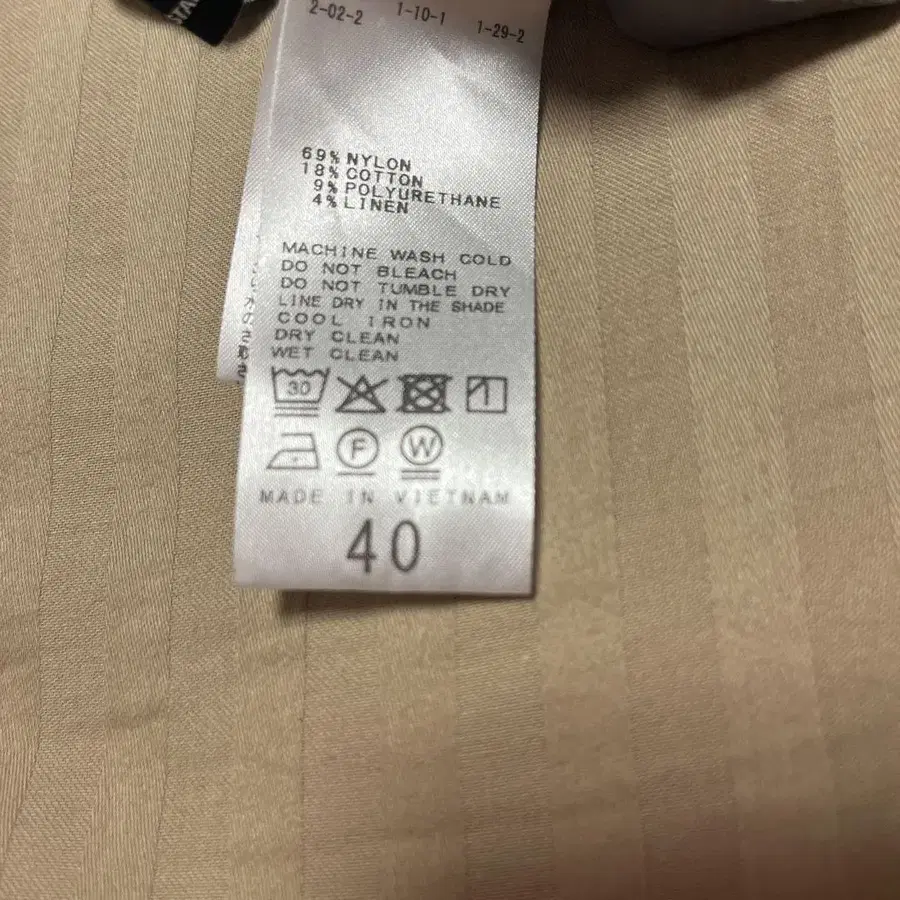 STAN
2-02-2 1-10-1 1-29-2
69% NYLON
18% COTTON
9% POLYURETHANE
4% LINEN
MACHINE WASH COLD
DO NOT BLEACH
DO NOT TUMBLE DRY
LINE DRY IN THE SHADE
COOL IRON
DRY CLEAN
WET CLEAN
30
F W
MADE IN VIETNAM
40